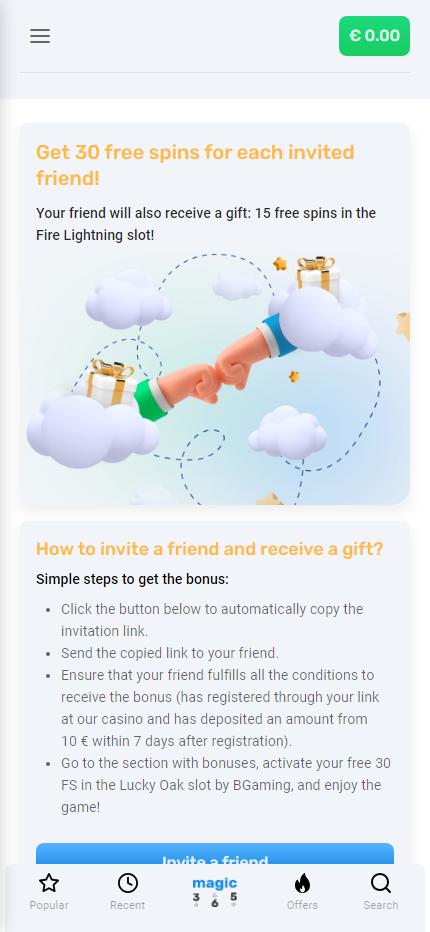 € 0.00
Get 30 free spins for each invited
friend!
Your friend will also receive a gift: 15 free spins in the
Fire Lightning slot!
How to invite a friend and receive a gift?
Simple steps to get the bonus:
• Click the button below to automatically copy the
invitation link.
• Send the copied link to your friend.
• Ensure that your friend fulfills all the conditions to
receive the bonus (has registered through your link
at our casino and has deposited an amount from
10 € within 7 days after registration).
• Go to the section with bonuses, activate your free 30
FS in the Lucky Oak slot by BGaming, and enjoy the
game!
Invite a friend
Popular
Recent
magic
365
Offers
Search